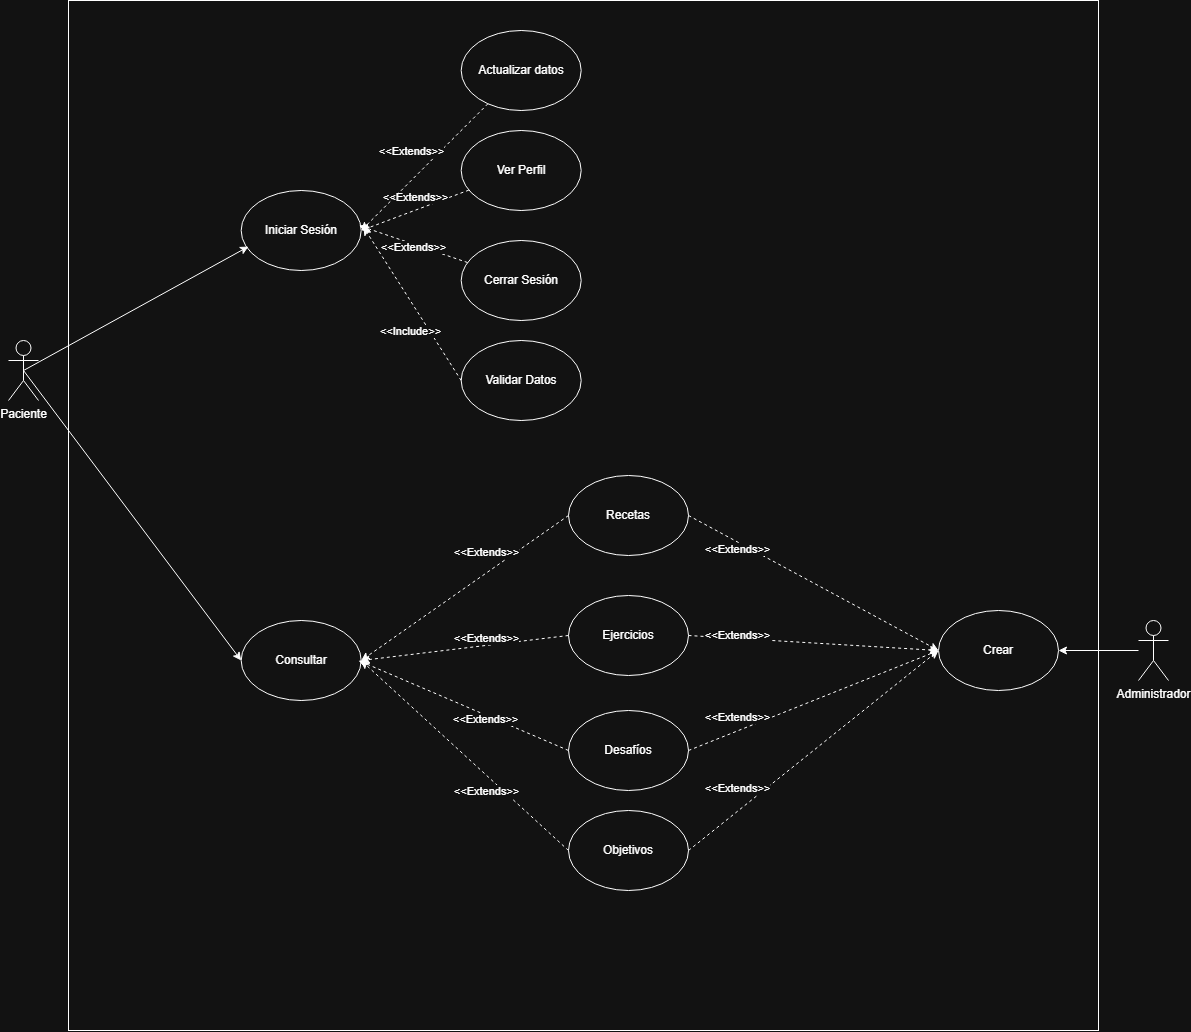 Actualizar datos
<<Extends>>
Ver Perfil
<<Extends>>
Iniciar Sesión
<<Extends>>
Cerrar Sesión
<<Include>>
Validar Datos
Paciente
Recetas
<<Extends>>
<<Extends>>
Ejercicios
<<Extends>>
<<Extends>>
Consultar
Crear
Administrador
<<Extends>>
<<Extends>>
Desafíos
<<Extends>>
<<Extends>>
Objetivos